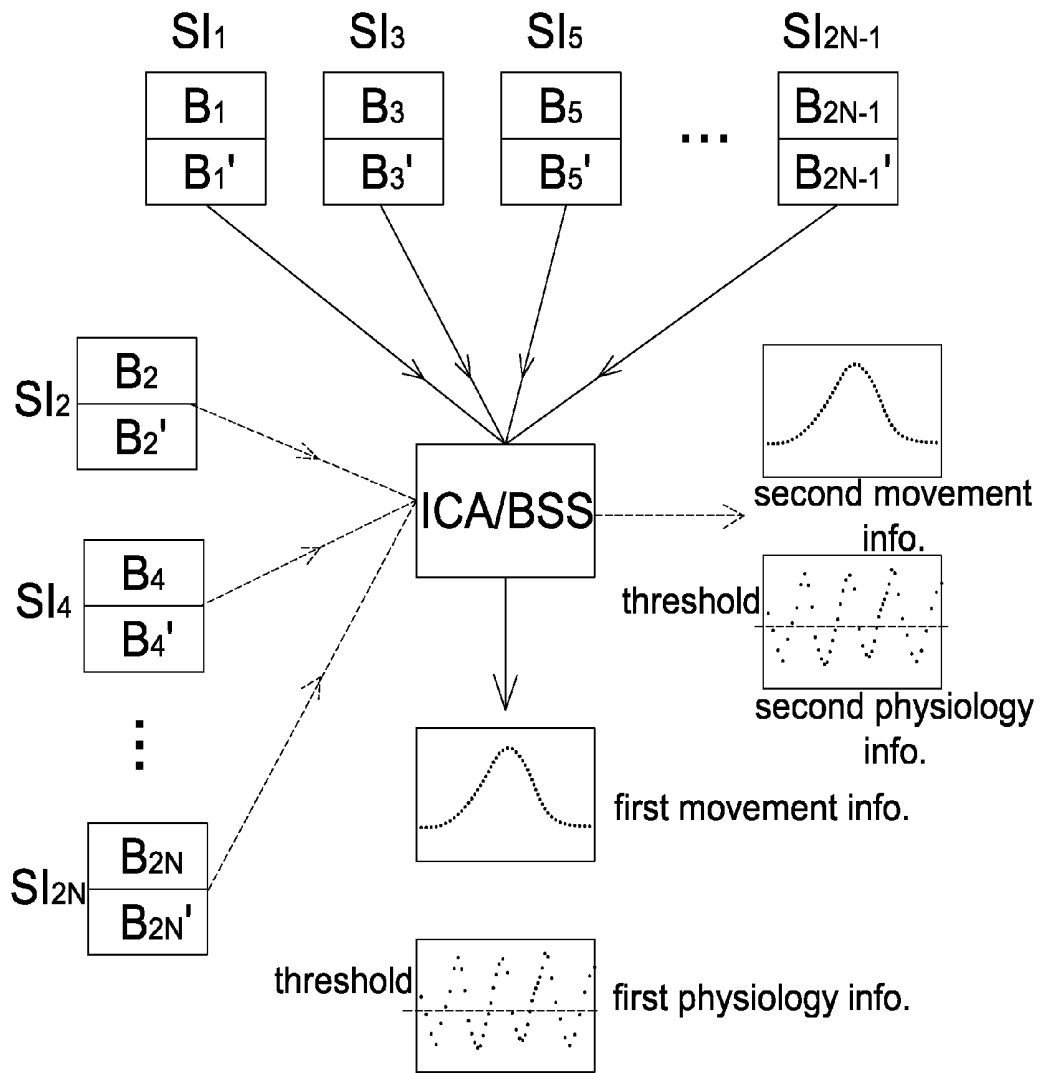 SI1 SI3 SI5 SI2N-1
B1 B3 B5 ... B2N-1
B1' B3' B5' B2N-1'
SI2
B2
B2'
ICA/BSS
second movement
info.
SI4
B4
B4'
threshold
second physiology
info.
first movement info.
SI2N
B2N
B2N'
threshold
first physiology info.